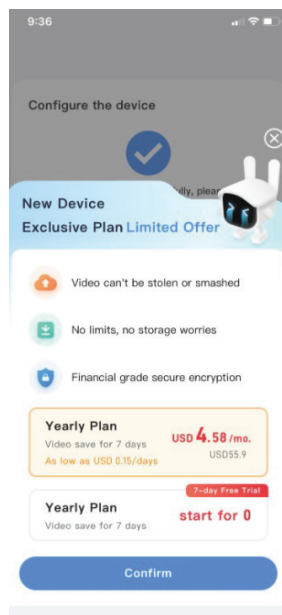 9:36
Configure the device
fully, pleas
New Device
Exclusive Plan Limited Offer
Video can't be stolen or smashed
No limits, no storage worries
Financial grade secure encryption
Yearly Plan
USD 4.58 /mo.
Video save for 7 days
USD55.9
As low as USD 0.15/days
7-day Free Trial
Yearly Plan
start for 0
Video save for 7 days
Confirm